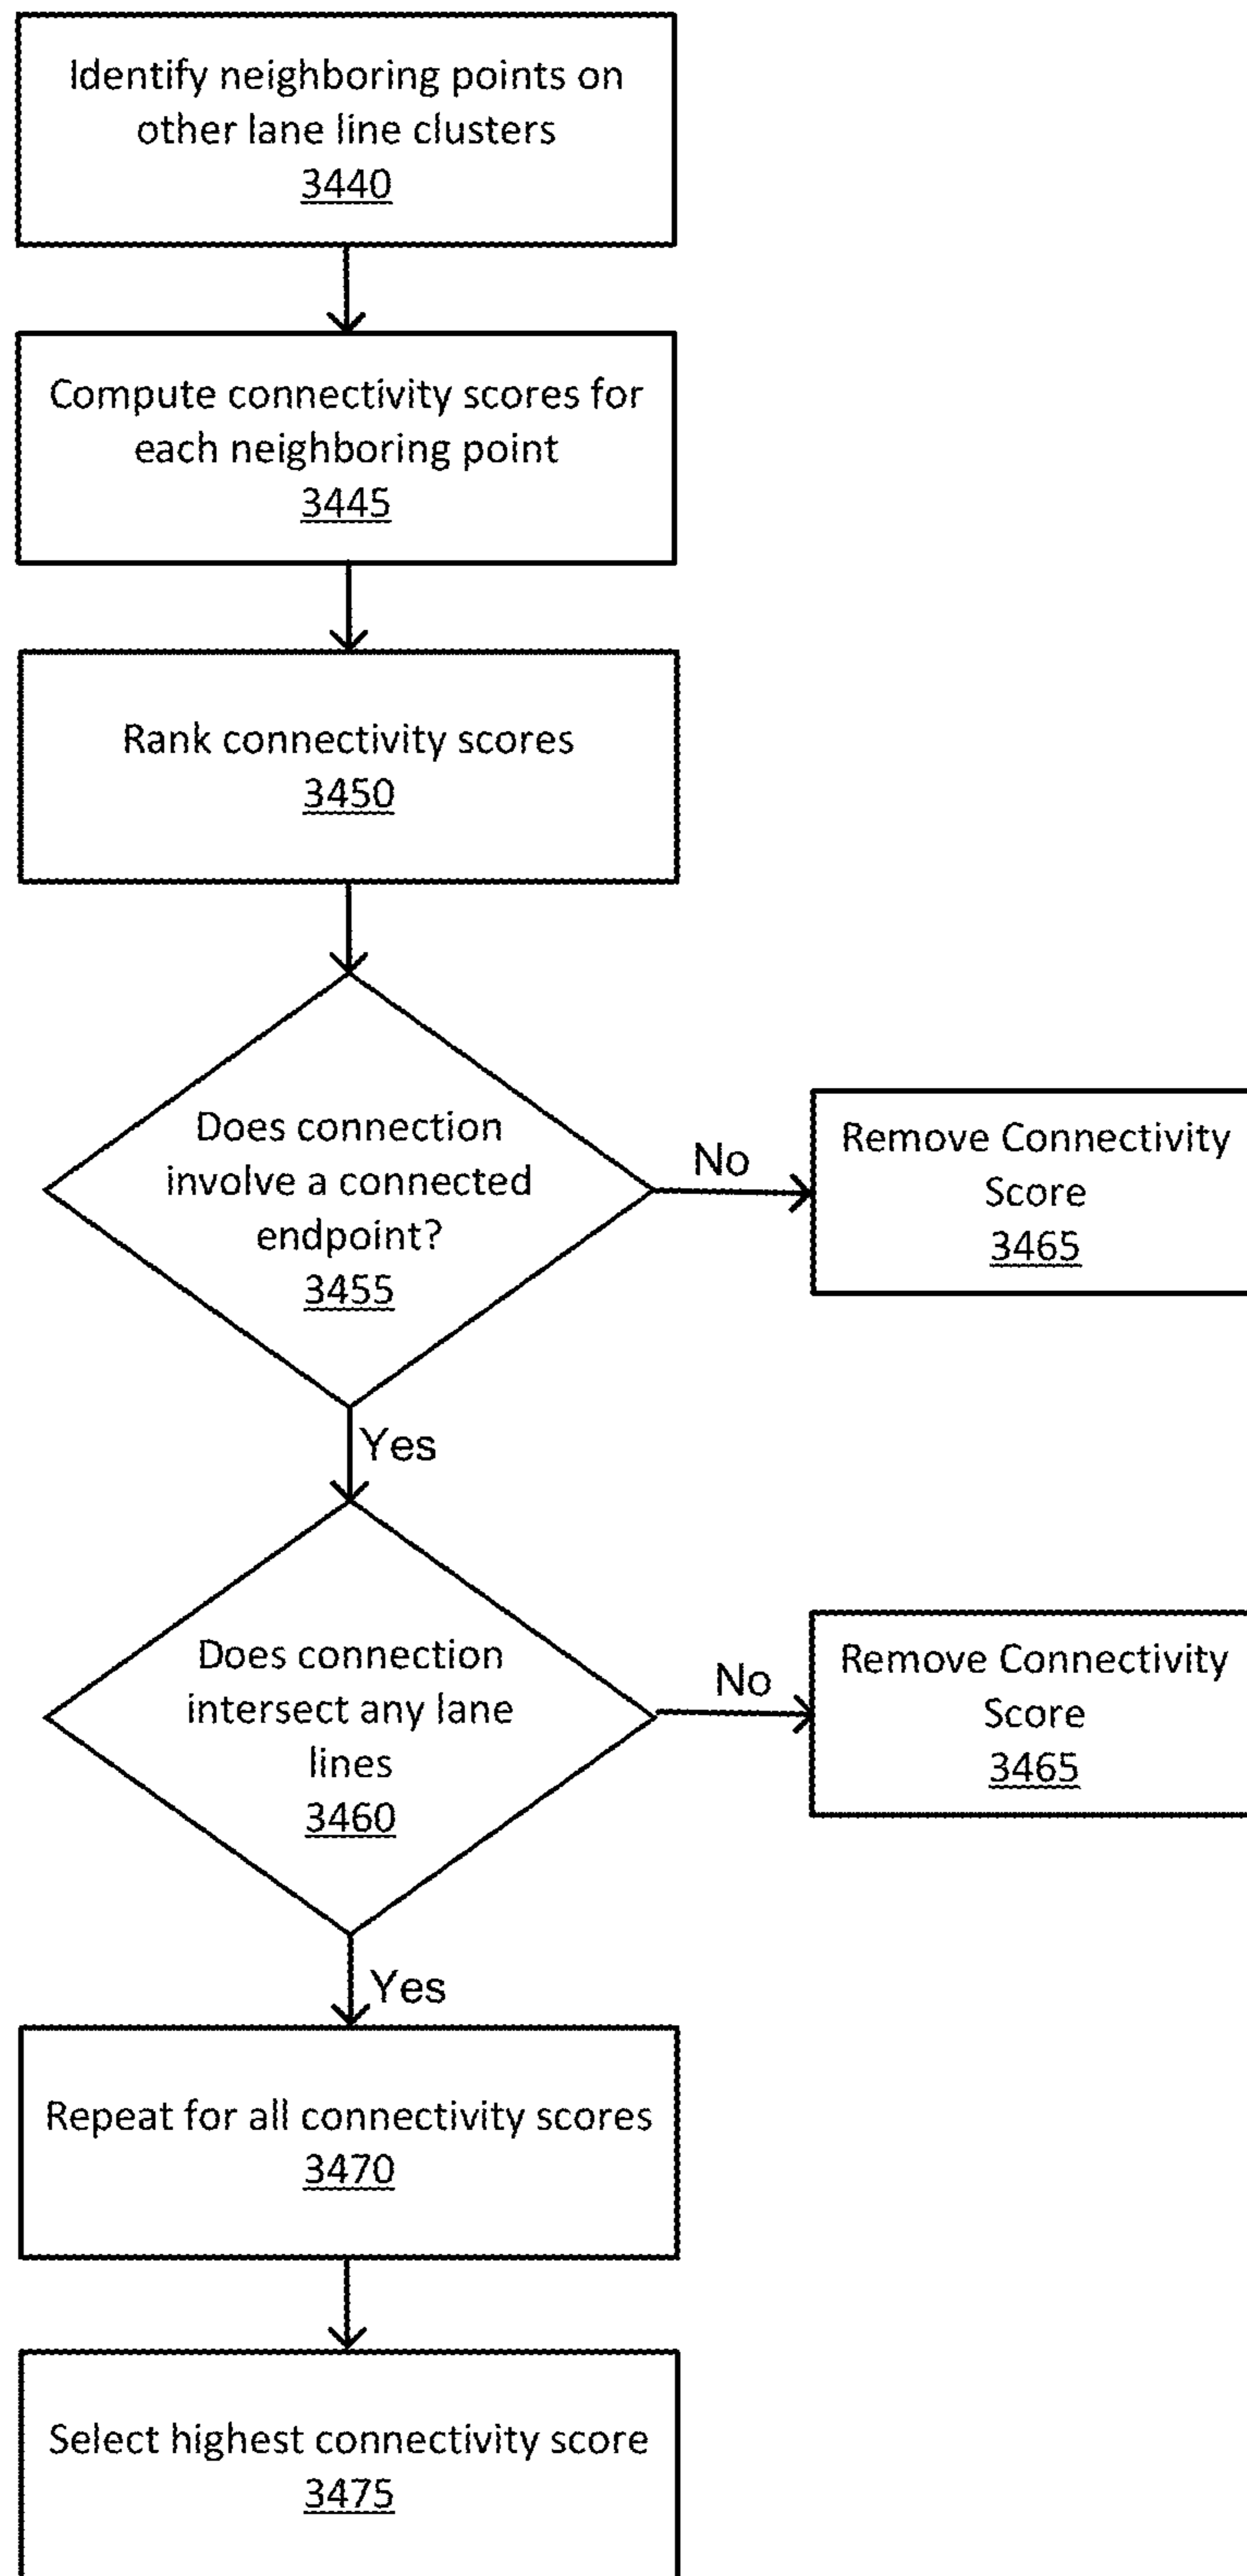 Identify neighboring points on
other lane line clusters
3440
Compute connectivity scores for
each neighboring point
3445
Rank connectivity scores
3450
Does connection
involve a connected
endpoint?
3455
No
Remove Connectivity
Score
3465
Yes
Does connection
intersect any lane
lines
3460
No
Remove Connectivity
Score
3465
Yes
Repeat for all connectivity scores
3470
Select highest connectivity score
3475